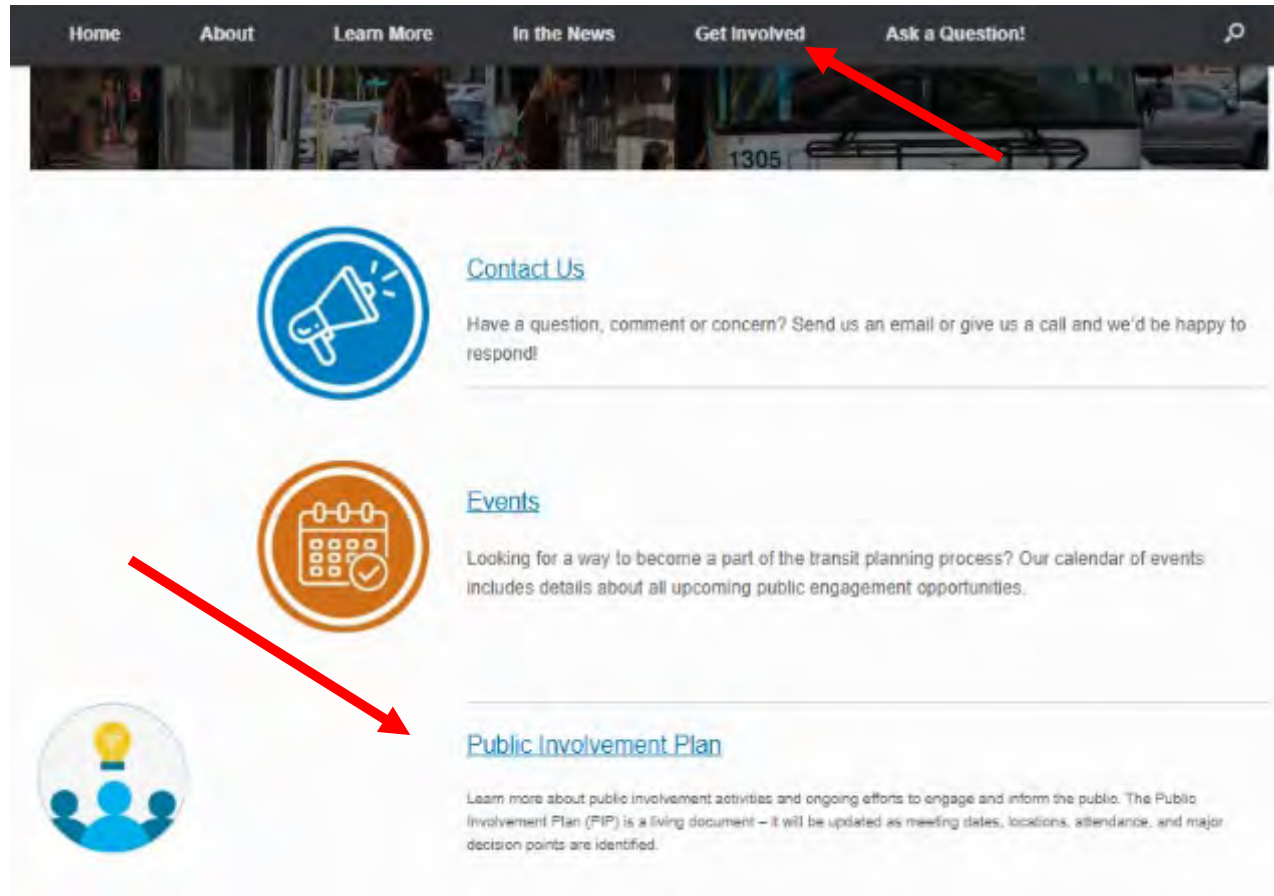 Home About Learn More In the News Get Involved Ask a Question!
1305
Contact Us
Have a question, comment or concern? Send us an email or give us a call and we'd be happy to
respond!
Events
Looking for a way to become a part of the transit planning process? Our calendar of events
includes details about all upcoming public engagement opportunities.
Public Involvement Plan
Learn more about public involvement activities and ongoing efforts to engage and inform the public. The Public
Involvement Plan (PIP) is a living document – it will be updated as meeting dates, locations, attendance, and major
decision points are identified.